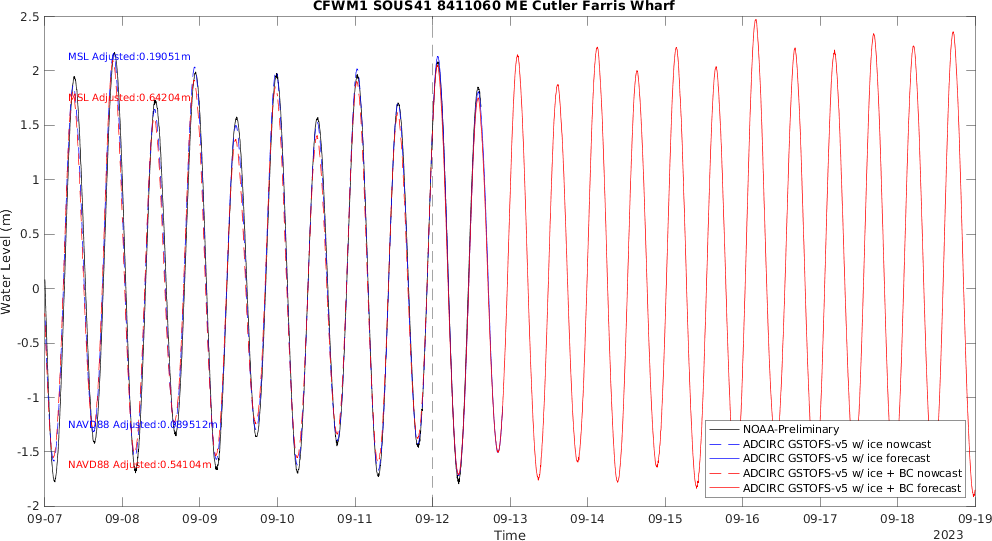 CFWM1 SOUS41 8411060 ME Cutler Farris Wharf
2.5
2
1.5
1
0.5
0
-0.5
-1
-1.5
-2
Water Level (m)
MSL Adjusted:0.19051m
MSL Adjusted:0.64204m
NAVD88 Adjusted:0.089512m
NAVD88 Adjusted:0.54104m
NOAA-Preliminary
ADCIRC GSTOFS-v5 w/ ice nowcast
ADCIRC GSTOFS-v5 w/ ice forecast
ADCIRC GSTOFS-v5 w/ ice + BC nowcast
ADCIRC GSTOFS-v5 w/ ice + BC forecast
09-07 09-08 09-09 09-10 09-11 09-12 09-13 09-14 09-15 09-16 09-17 09-18 09-19
Time
2023